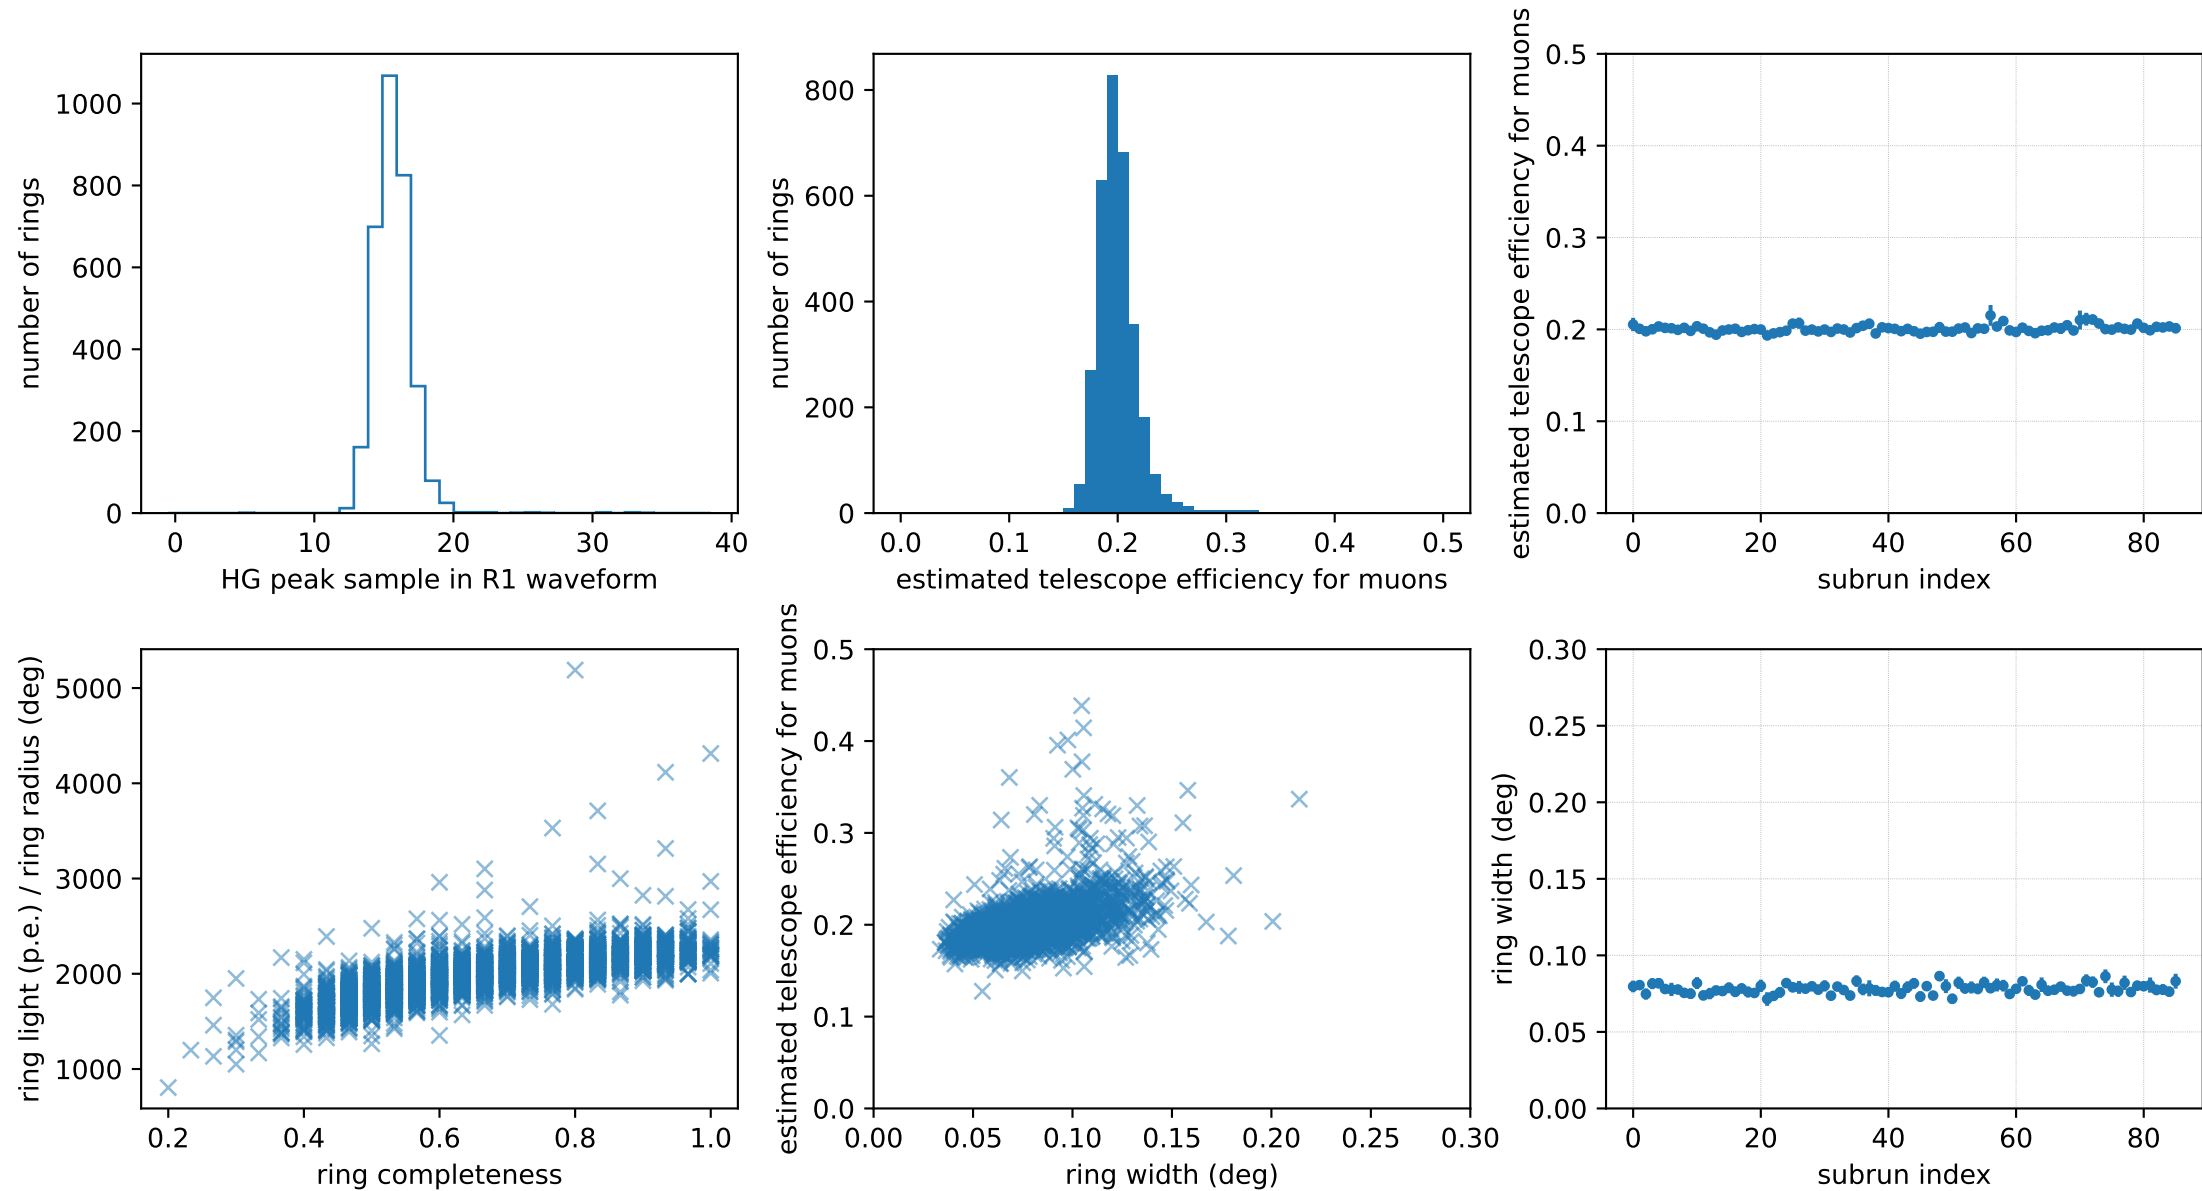 number of rings
1000
800
600
400
200
0
0 10 20 30 40
HG peak sample in R1 waveform
number of rings
800
600
400
200
0
0.0 0.1 0.2 0.3 0.4 0.5
estimated telescope efficiency for muons
estimated telescope efficiency for muons
0.5
0.4
0.3
0.2
0.1
0.0
0 20 40 60 80
subrun index
ring light (p.e.) / ring radius (deg)
5000
4000
3000
2000
1000
0.2 0.4 0.6 0.8 1.0
ring completeness
estimated telescope efficiency for muons
0.5
0.4
0.3
0.2
0.1
0.0
0.00 0.05 0.10 0.15 0.20 0.25 0.30
ring width (deg)
ring width (deg)
0.30
0.25
0.20
0.15
0.10
0.05
0.00
0 20 40 60 80
subrun index